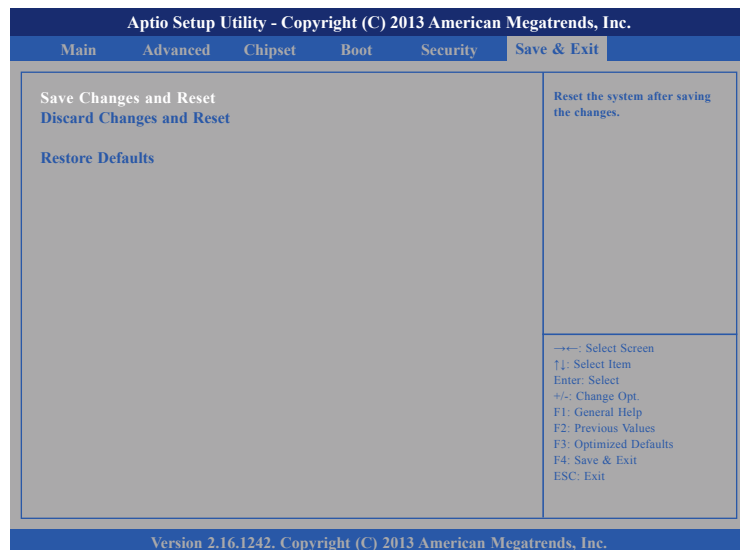 Aptio Setup Utility - Copyright (C) 2013 American Megatrends, Inc.
Main Advanced Chipset Boot Security Save & Exit
Save Changes and Reset
Discard Changes and Reset
Restore Defaults
Reset the system after saving
the changes.
→←: Select Screen
↑↓: Select Item
Enter: Select
+/-: Change Opt.
F1: General Help
F2: Previous Values
F3: Optimized Defaults
F4: Save & Exit
ESC: Exit
Version 2.16.1242. Copyright (C) 2013 American Megatrends, Inc.